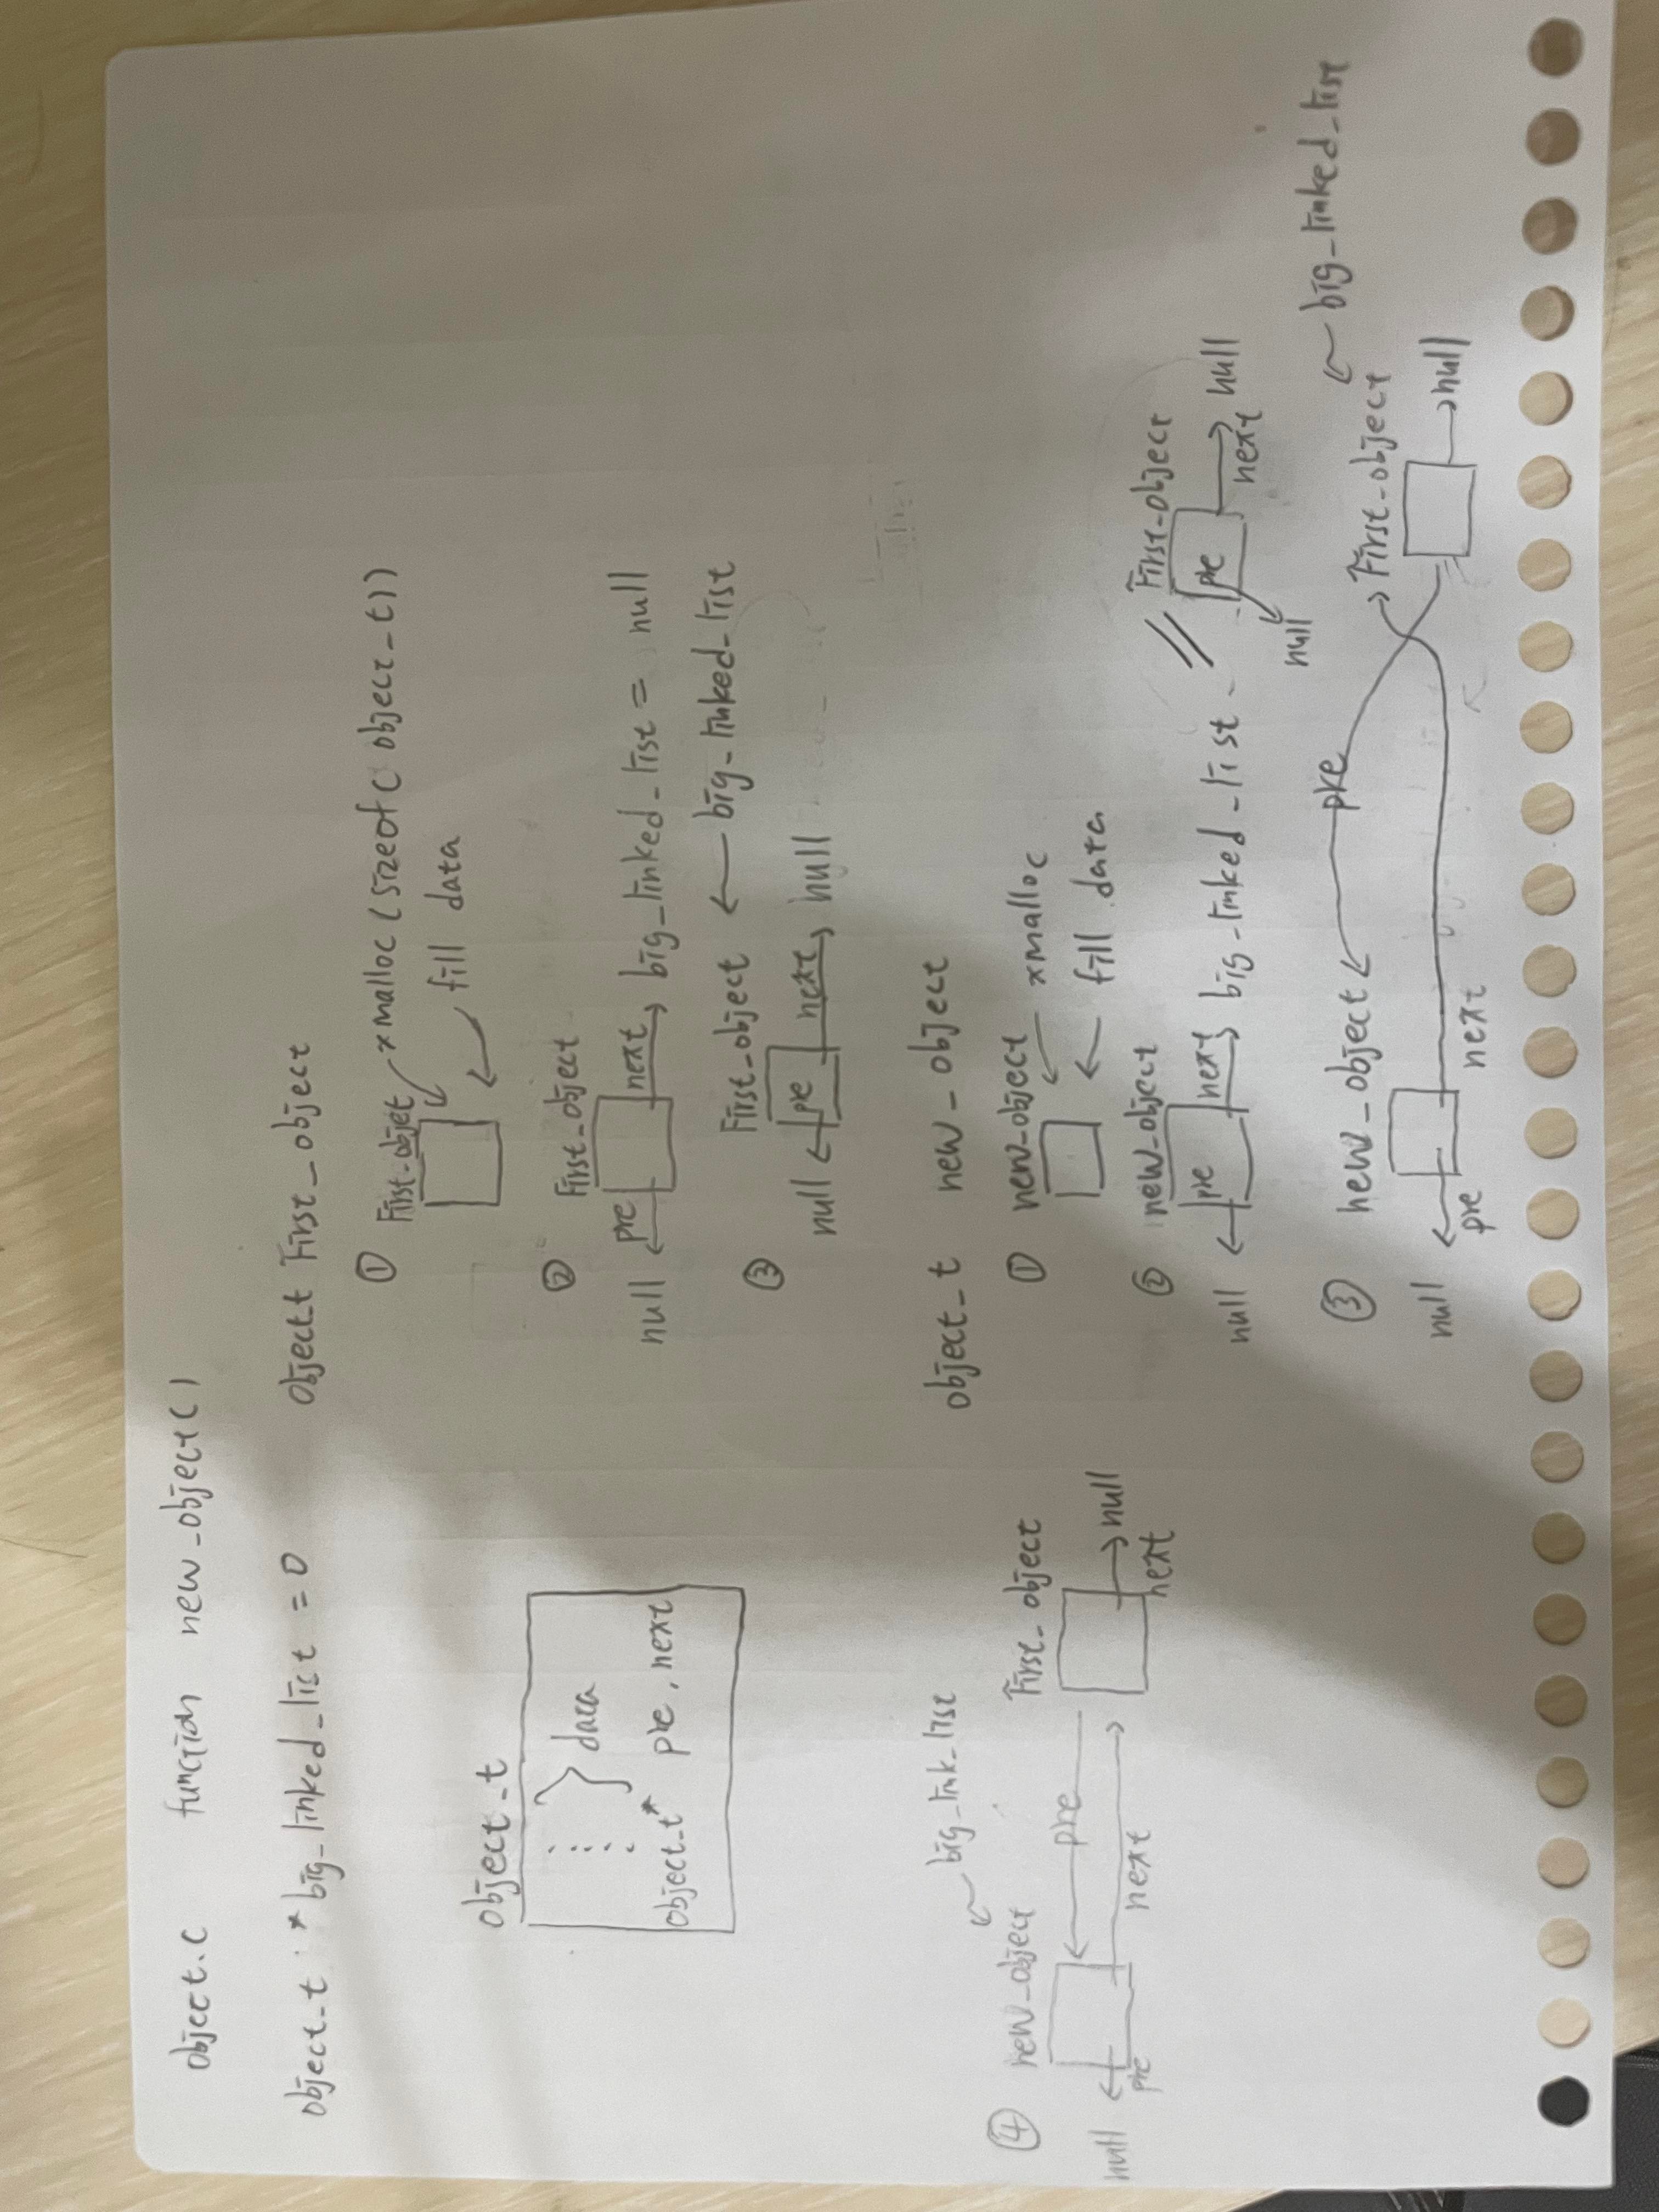 object.c function new_object()
object_t *big_linked_list = 0
object_t
data
object_t* pre, next
object_t First_object
① First_objet xmalloc (sizeof( object_t))
fill data
② First_object
null pre next big_linked_list = null
③ First_object big_linked_list
null pre next null
object_t new_object
① new_object xmalloc
fill data
② new_object First_object
null pre next big_linked_list pre next null
null
③ new_object pre First_object big_linked_list
null pre next null
big_link_list
④ new_object First_object
pre
null pre next next null